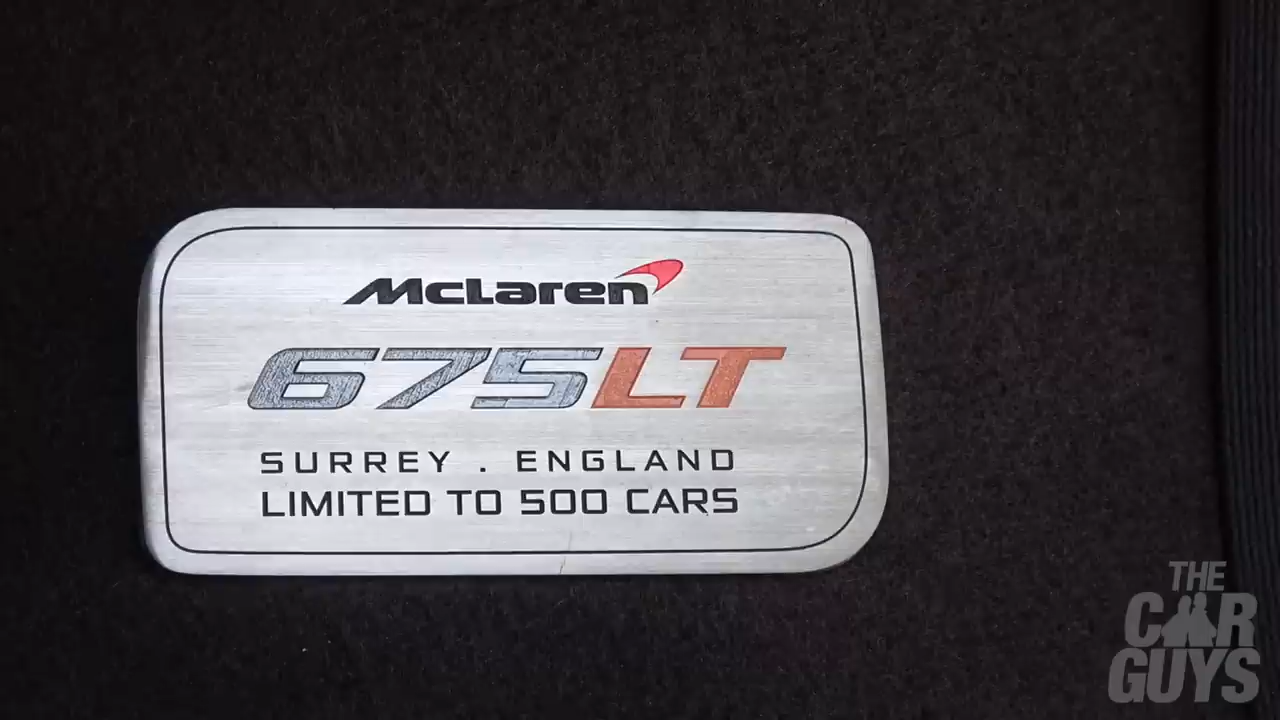 McLaren
675LT
SURREY . ENGLAND
LIMITED TO 500 CARS
THE
CAR
GUYS